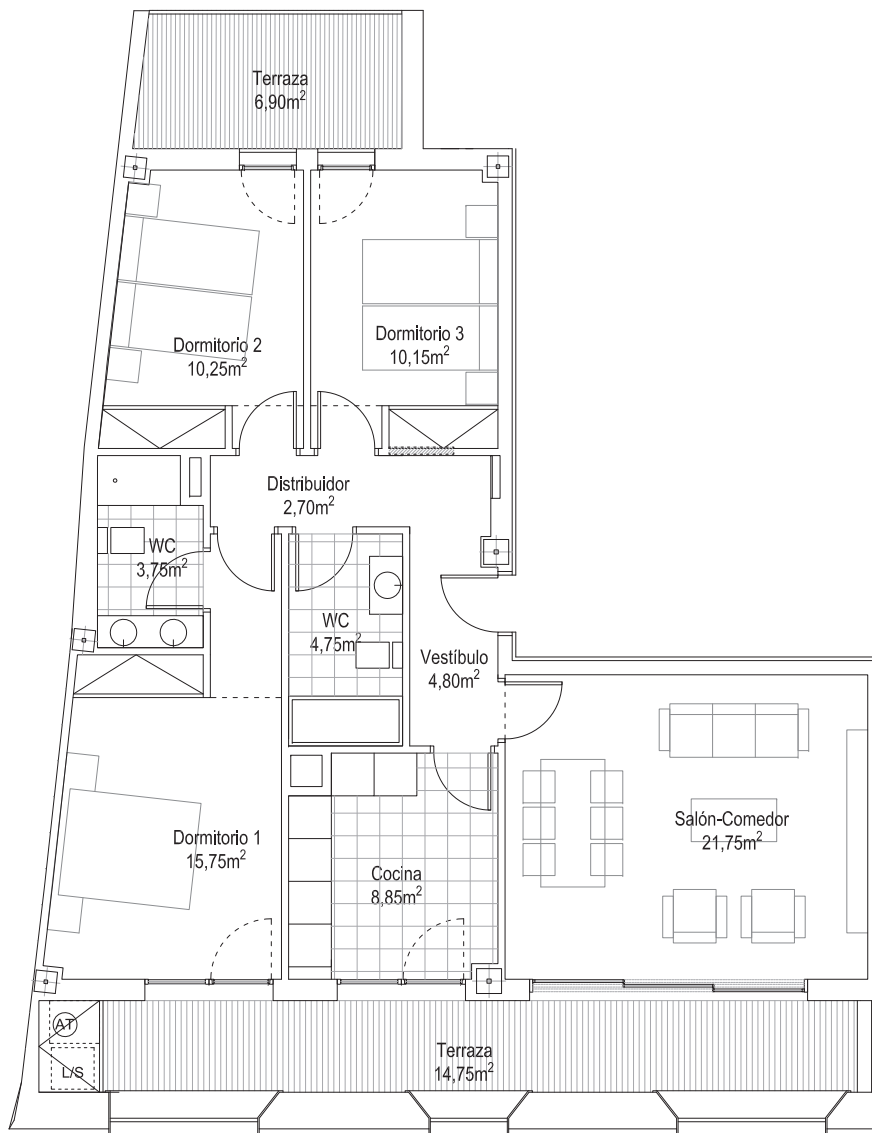 Terraza
6,90m²
Dormitorio 2
10,25m²
Dormitorio 3
10,15m²
Distribuidor
2,70m²
WC
3,75m²
WC
4,75m²
Vestíbulo
4,80m²
Dormitorio 1
15,75m²
Cocina
8,85m²
Salón-Comedor
21,75m²
AT
L/S
Terraza
14,75m²